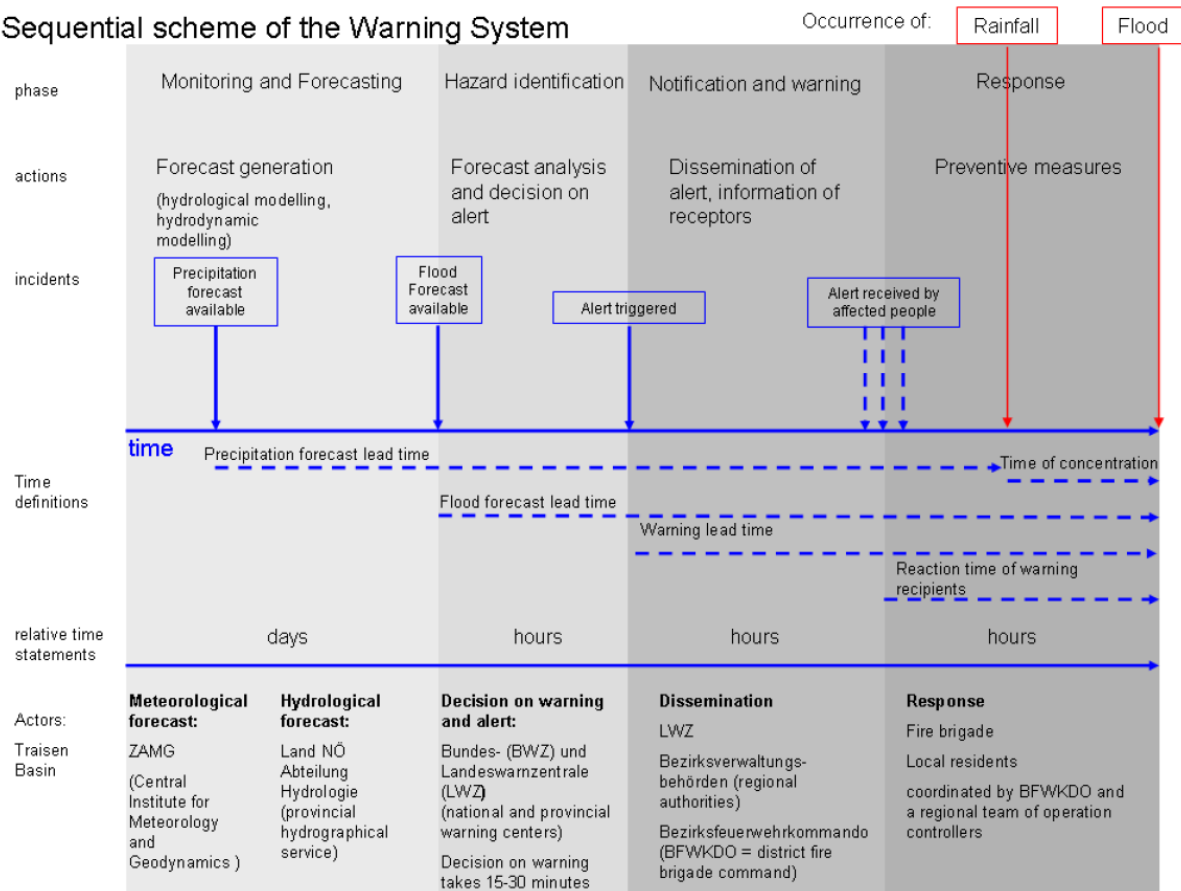 Sequential scheme of the Warning System
Occurrence of:
Rainfall
Flood
phase
Monitoring and Forecasting
Hazard identification
Notification and warning
Response
actions
Forecast generation
(hydrological modelling,
hydrodynamic
modelling)
Forecast analysis
and decision on
alert
Dissemination of
alert, information of
receptors
Preventive measures
incidents
Precipitation
forecast
available
Flood
Forecast
available
Alert triggered
Alert received by
affected people
time
Time
definitions
Precipitation forecast lead time
Time of concentration
Flood forecast lead time
Warning lead time
Reaction time of warning
recipients
relative time
statements
days
hours
hours
hours
Actors:
Traisen
Basin
Meteorological
forecast:
ZAMG
(Central
Institute for
Meteorology
and
Geodynamics )
Hydrological
forecast:
Land NÖ
Abteilung
Hydrologie
(provincial
hydrographical
service)
Decision on warning
and alert:
Bundes- (BWZ) und
Landeswarnzentrale
(LWZ)
(national and provincial
warning centers)
Decision on warning
takes 15-30 minutes
Dissemination
LWZ
Bezirksverwaltungs-
behörden (regional
authorities)
Bezirksfeuerwehrkommando
(BFWKDO = district fire
brigade command)
Response
Fire brigade
Local residents
coordinated by BFWKDO and
a regional team of operation
controllers